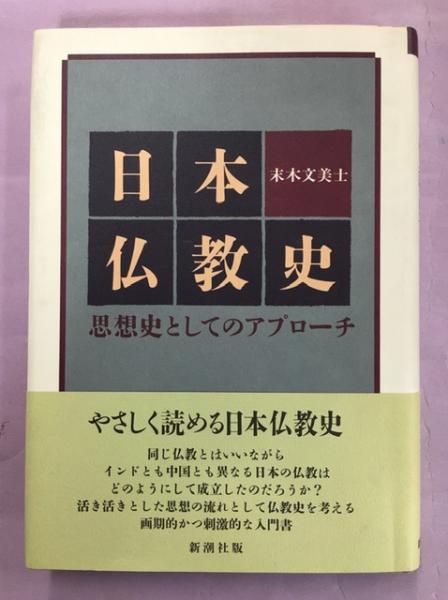 日本
末木文美士
仏教史
思想史としてのアプローチ
やさしく読める日本仏教史
同じ仏教とはいいながら
インドとも中国とも異なる日本の仏教は
どのようにして成立したのだろうか?
活き活きとした思想の流れとして仏教史を考える
画期的かつ刺激的な入門書
新潮社版